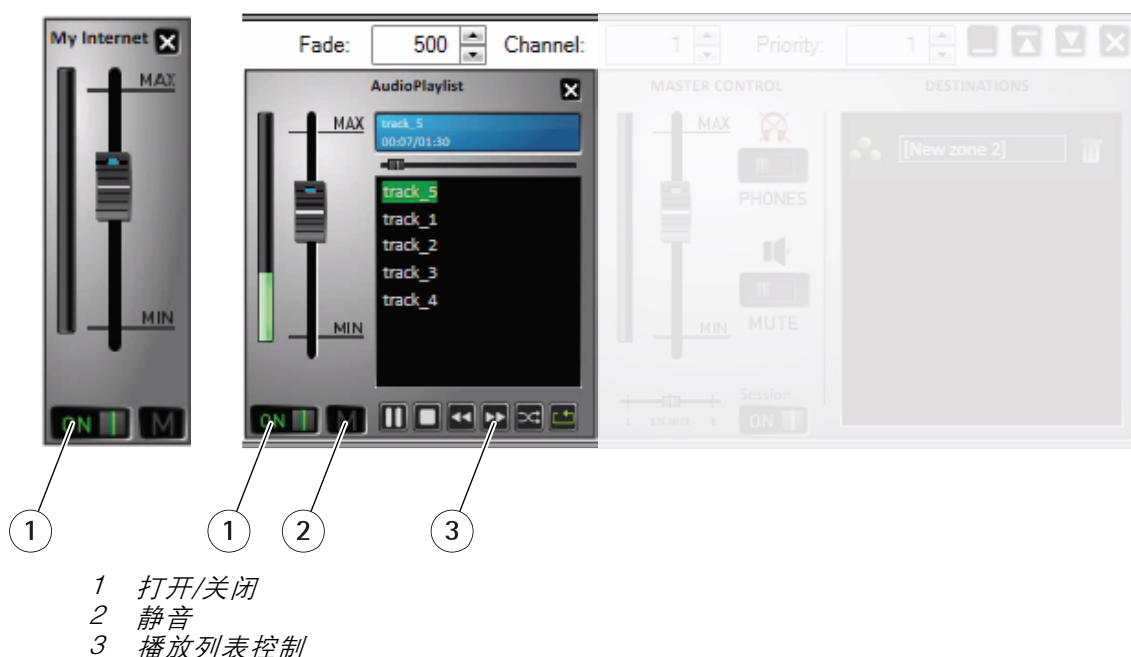 My Internet
MAX
MIN
ON M
Fade: 500 Channel: 1 Priority: 1
AudioPlaylist
MAX
track_5
00:07/01:30
track_5
track_1
track_2
track_3
track_4
MIN
ON M
MASTER CONTROL
MAX
PHONES
MUTE
MIN
Session
ON
DESTINATIONS
[New zone 2]
1 1 2 3
1 打开/关闭
2 静音
3 播放列表控制